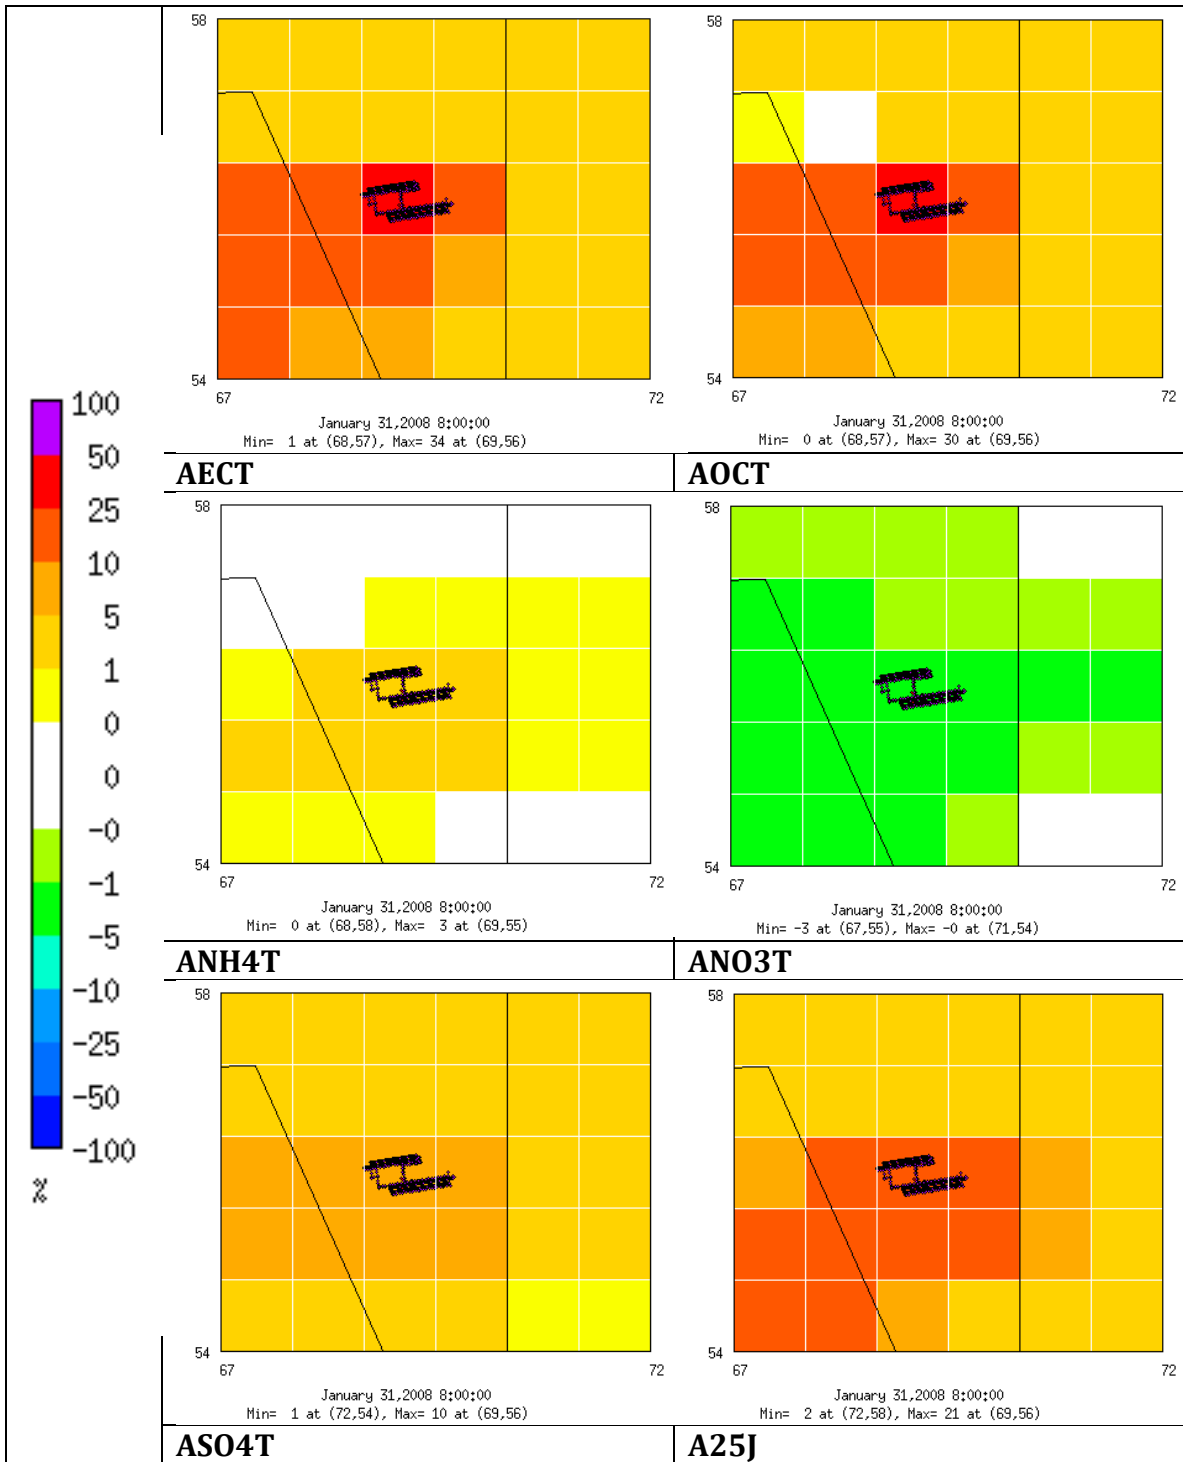 100
50
25
10
5
1
0
0
-0
-1
-5
-10
-25
-50
-100
%
58
54
67
72
January 31,2008 8:00:00
Min= 1 at (68,57), Max= 34 at (69,56)
AECT
58
54
67
72
January 31,2008 8:00:00
Min= 0 at (68,57), Max= 30 at (69,56)
AOCT
58
54
67
72
January 31,2008 8:00:00
Min= 0 at (68,58), Max= 3 at (69,55)
ANH4T
58
54
67
72
January 31,2008 8:00:00
Min= -3 at (67,55), Max= -0 at (71,54)
ANO3T
58
54
67
72
January 31,2008 8:00:00
Min= 1 at (72,54), Max= 10 at (69,56)
ASO4T
58
54
67
72
January 31,2008 8:00:00
Min= 2 at (72,58), Max= 21 at (69,56)
A25J